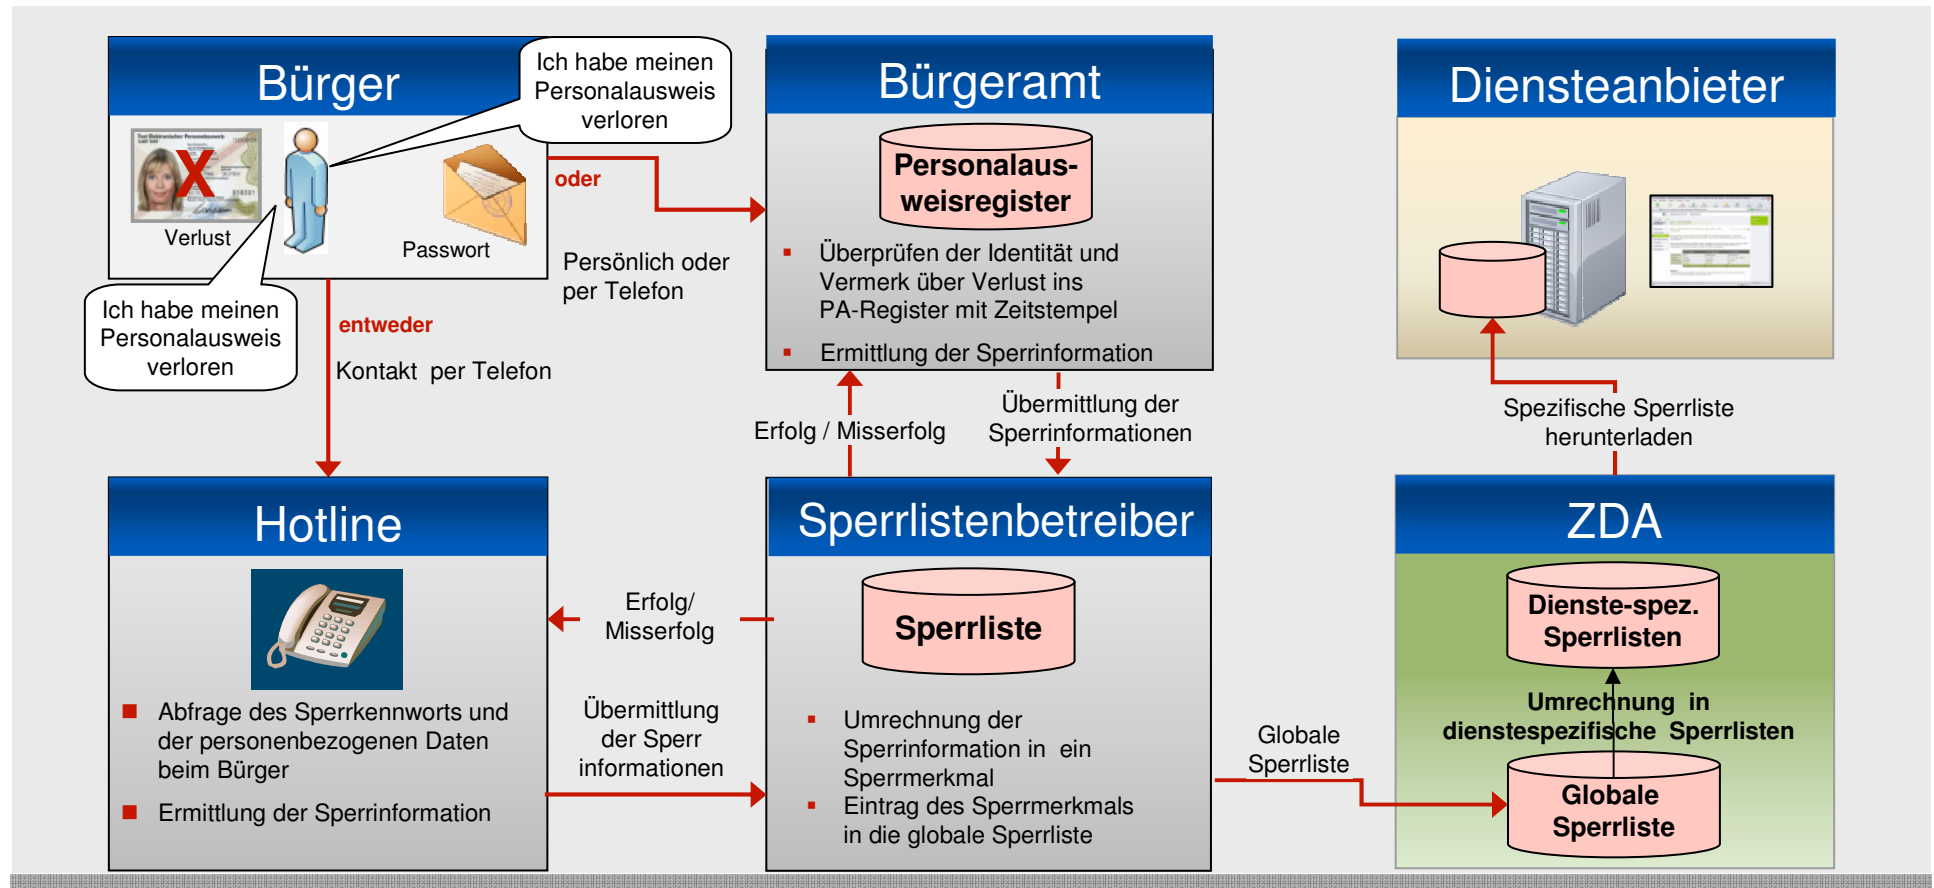 Bürger
Ich habe meinen
Personalausweis
verloren
Verlust
Passwort
Ich habe meinen
Personalausweis
verloren
oder
Persönlich oder
per Telefon
entweder
Kontakt per Telefon
Bürgeramt
Personalaus-
weisregister
Überprüfen der Identität und
Vermerk über Verlust ins
PA-Register mit Zeitstempel
Ermittlung der Sperrinformation
Diensteanbieter
Erfolg / Misserfolg
Übermittlung der
Sperrinformationen
Spezifische Sperrliste
herunterladen
Hotline
Abfrage des Sperrkennworts und
der personenbezogenen Daten
beim Bürger
Ermittlung der Sperrinformation
Erfolg/
Misserfolg
Übermittlung
der Sperr
informationen
Sperrlistenbetreiber
Sperrliste
Umrechnung der
Sperrinformation in ein
Sperrmerkmal
Eintrag des Sperrmerkmals
in die globale Sperrliste
Globale
Sperrliste
ZDA
Dienste-spez.
Sperrlisten
Umrechnung in
dienstespezifische Sperrlisten
Globale
Sperrliste